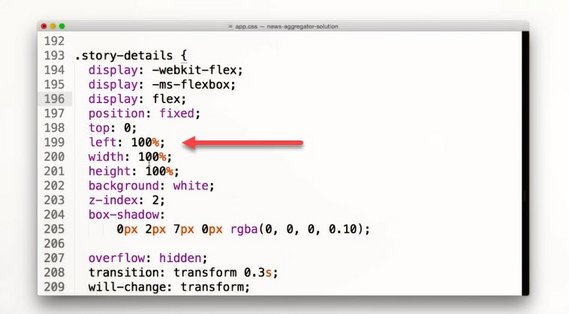 app.css — news-aggregator-solution
192
193 .story-details {
194 display: -webkit-flex;
195 display: -ms-flexbox;
196 display: flex;
197 position: fixed;
198 top: 0;
199 left: 100%;
200 width: 100%;
201 height: 100%;
202 background: white;
203 z-index: 2;
204 box-shadow:
205 0px 2px 7px 0px rgba(0, 0, 0, 0.10);
206
207 overflow: hidden;
208 transition: transform 0.3s;
209 will-change: transform;